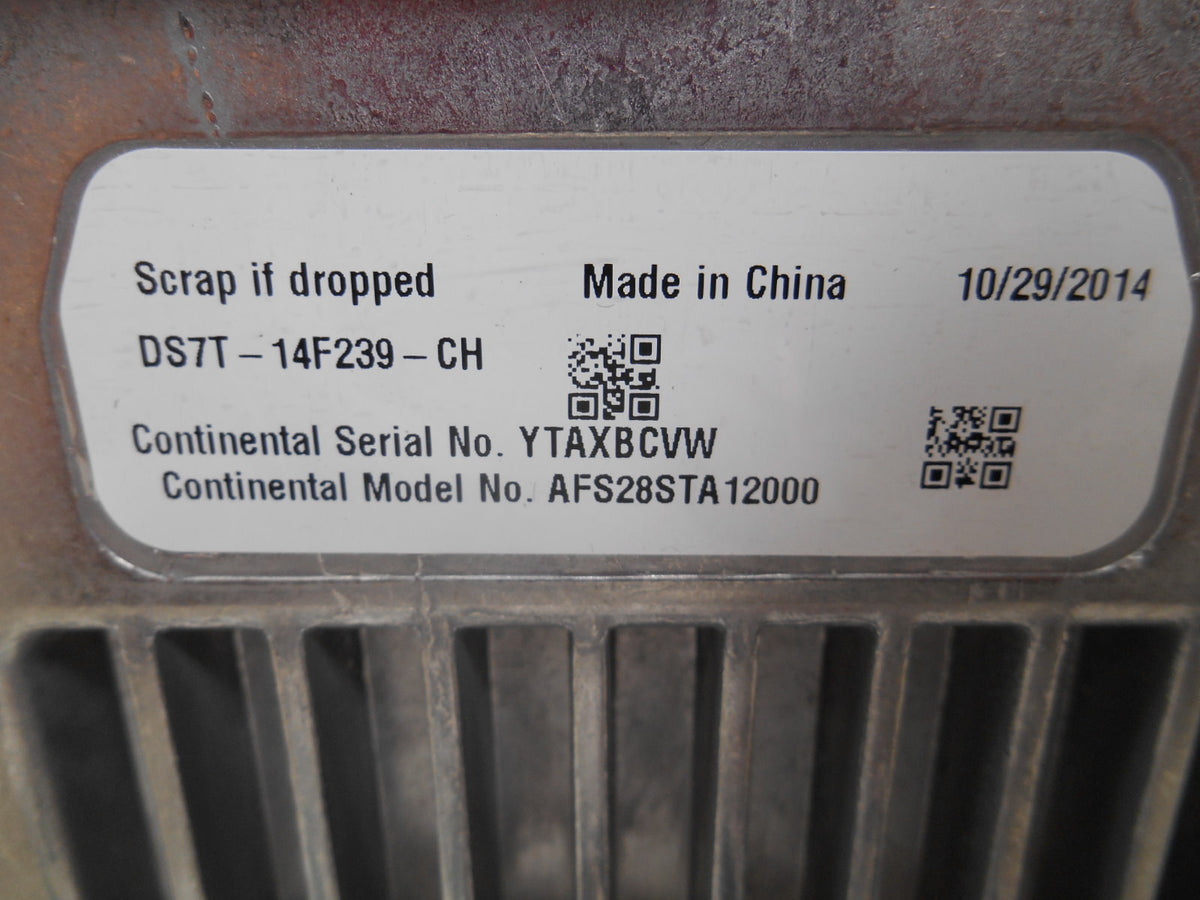 Scrap if dropped Made in China 10/29/2014
DS7T – 14F239 – CH
Continental Serial No. YTAXBCVW
Continental Model No. AFS28STA12000